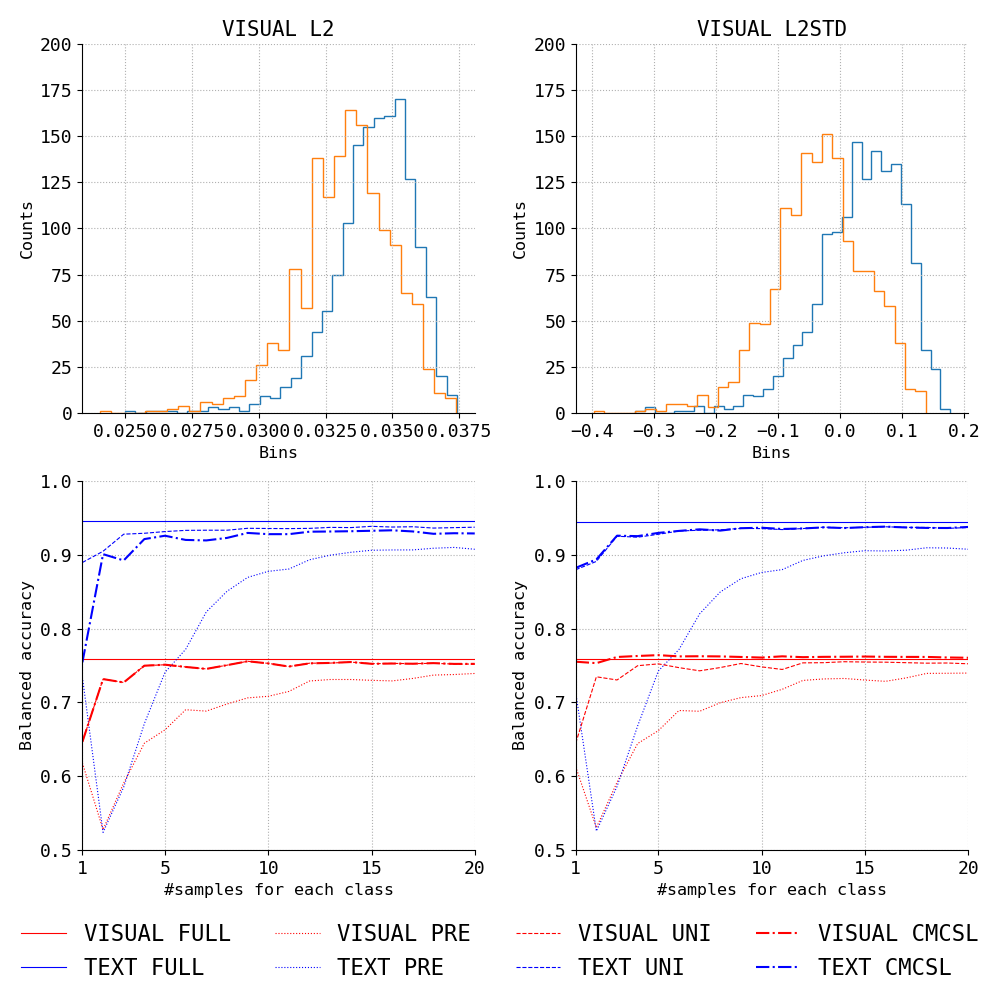 VISUAL L2
200
175
150
125
100
75
50
25
0
Counts
0.0250 0.0275 0.0300 0.0325 0.0350 0.0375
Bins
VISUAL L2STD
200
175
150
125
100
75
50
25
0
Counts
−0.4 −0.3 −0.2 −0.1 0.0 0.1 0.2
Bins
1.0
0.9
0.8
0.7
0.6
0.5
Balanced accuracy
1 5 10 15 20
#samples for each class
1.0
0.9
0.8
0.7
0.6
0.5
Balanced accuracy
1 5 10 15 20
#samples for each class
VISUAL FULL VISUAL PRE VISUAL UNI VISUAL CMCSL
TEXT FULL TEXT PRE TEXT UNI TEXT CMCSL